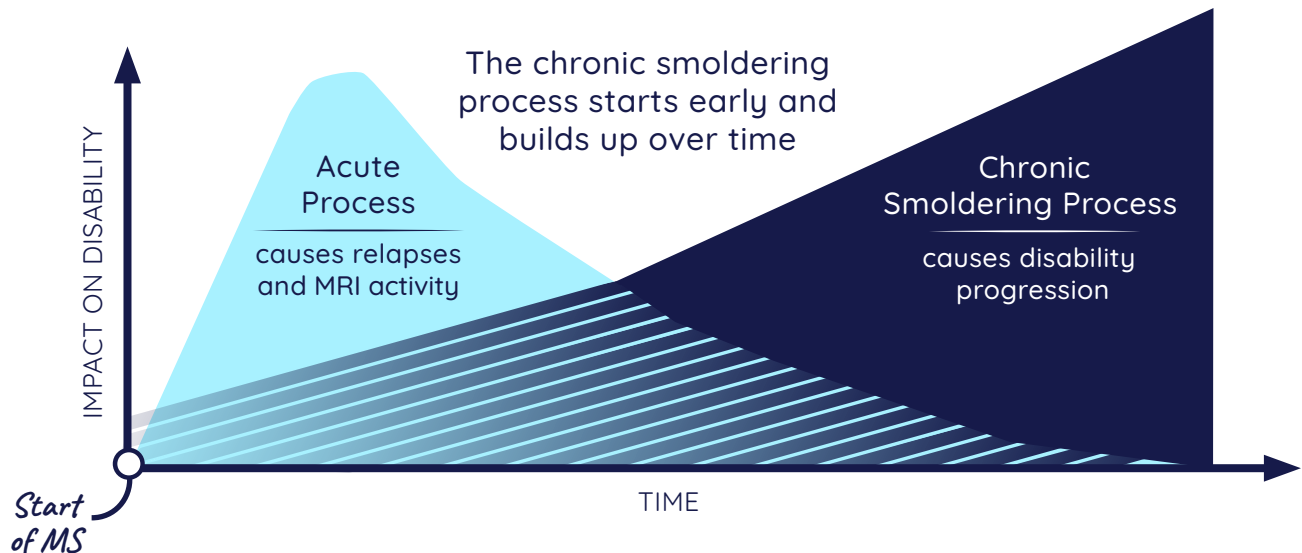 The chronic smoldering
process starts early and
builds up over time
IMPACT ON DISABILITY
Acute
Process
causes relapses
and MRI activity
Chronic
Smoldering Process
causes disability
progression
Start
of MS
TIME